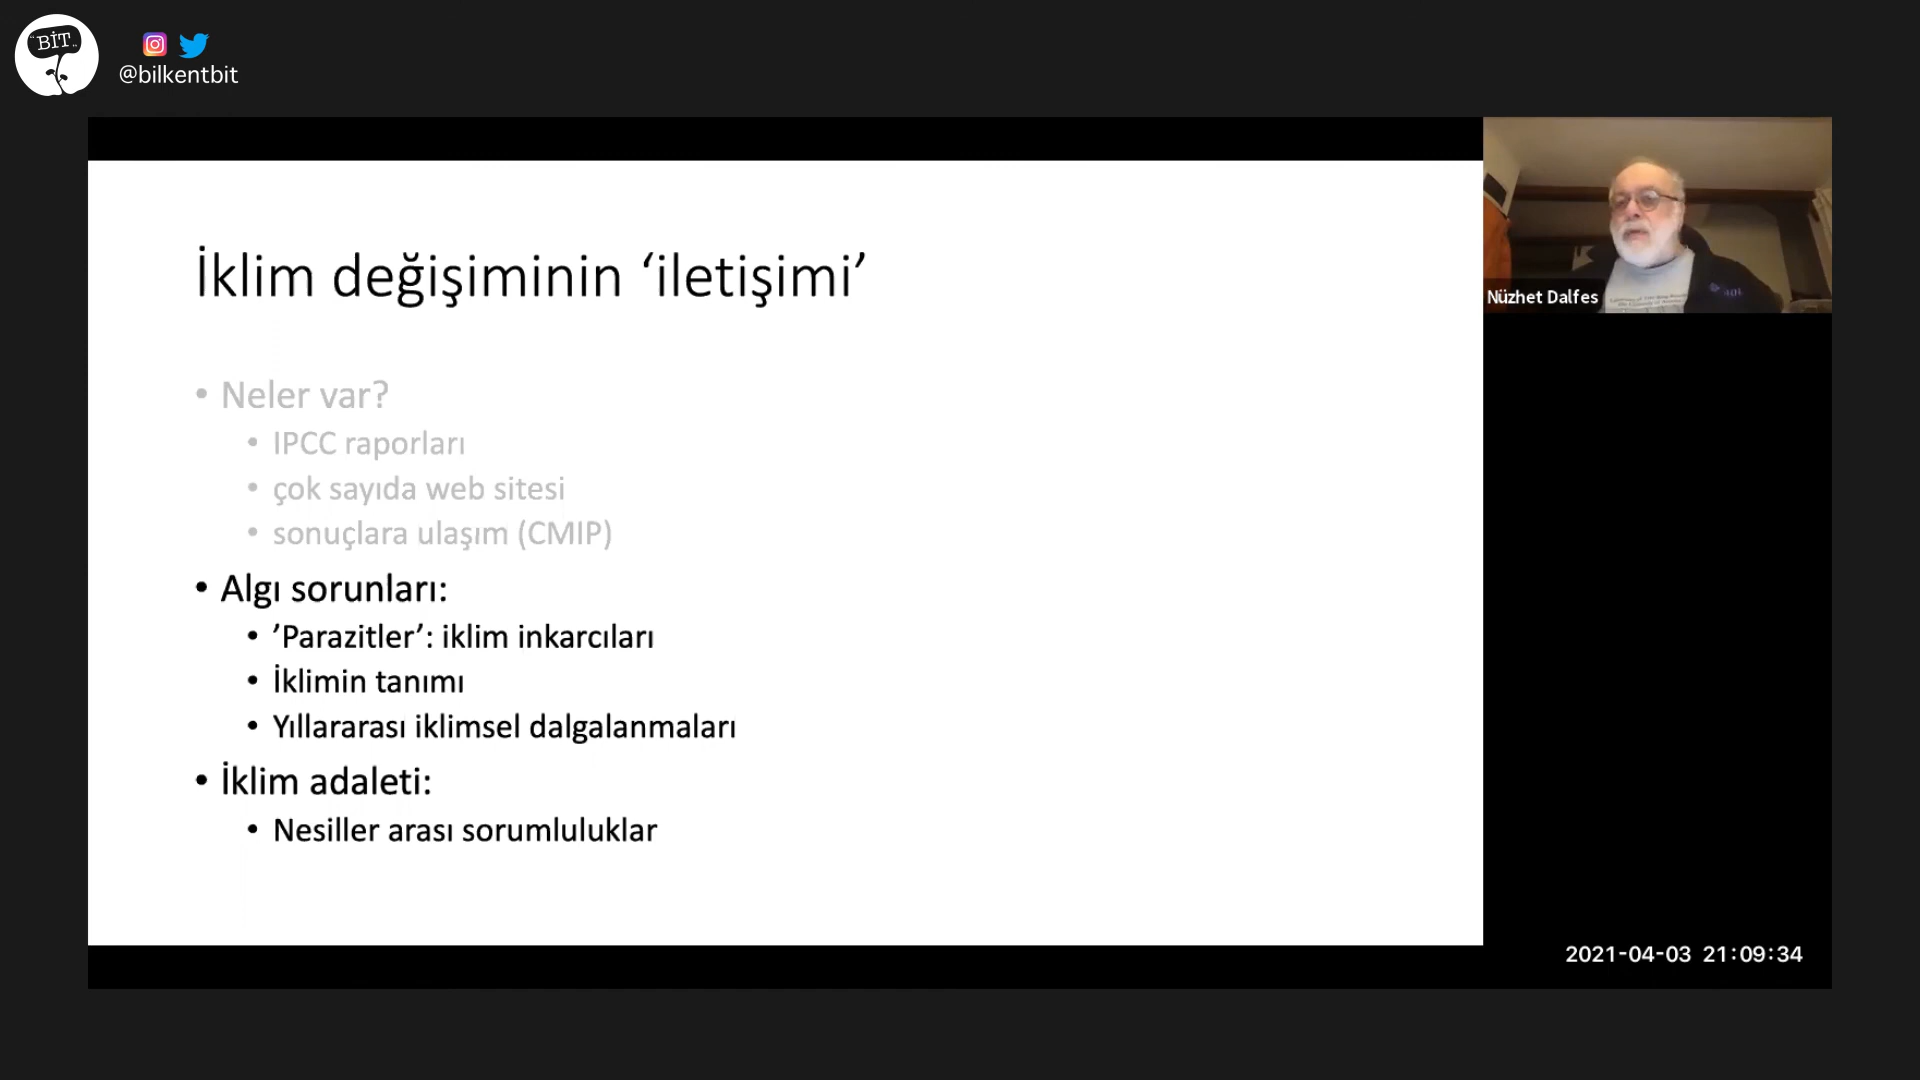 BİT
@bilkentbit
İklim değişiminin ‘iletişimi’
• Neler var?
• IPCC raporları
• çok sayıda web sitesi
• sonuçlara ulaşım (CMIP)
• Algı sorunları:
• ’Parazitler’: iklim inkarcıları
• İklimin tanımı
• Yıllararası iklimsel dalgalanmaları
• İklim adaleti:
• Nesiller arası sorumluluklar
Nüzhet Dalfes
2021-04-03 21:09:34